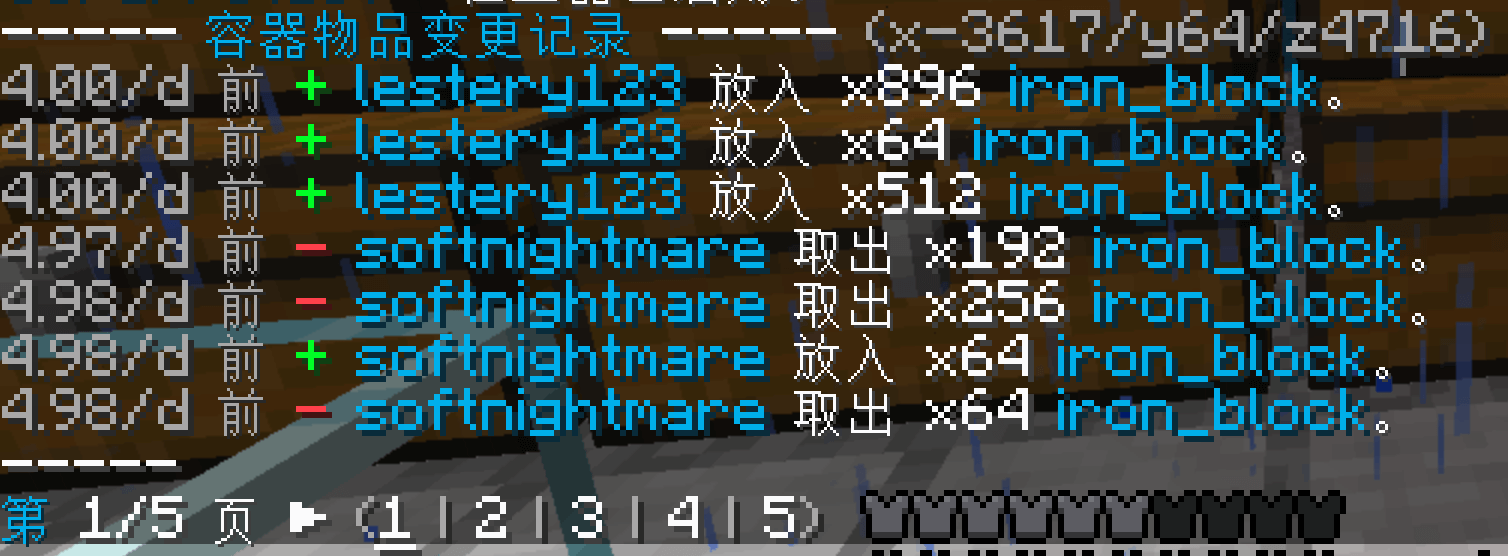 ----- 容器物品变更记录 ----- (x-3617/y64/z4716)
4.00/d 前 + lestery123 放入 x896 iron_block。
4.00/d 前 + lestery123 放入 x64 iron_block。
4.00/d 前 + lestery123 放入 x512 iron_block。
4.97/d 前 - softnightmare 取出 x192 iron_block。
4.98/d 前 - softnightmare 取出 x256 iron_block。
4.98/d 前 + softnightmare 放入 x64 iron_block。
4.98/d 前 - softnightmare 取出 x64 iron_block。
-----
第 1/5 页 ► (1 | 2 | 3 | 4 | 5)